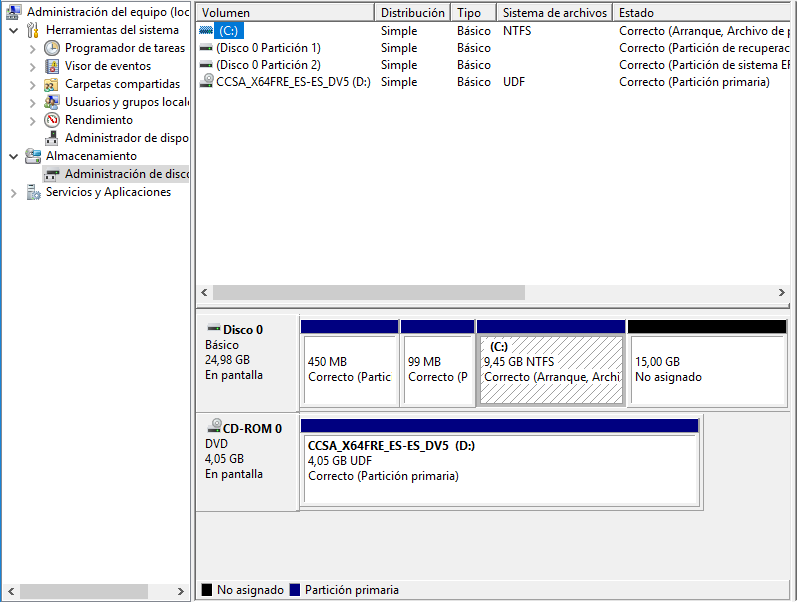 Administración del equipo (loc
Herramientas del sistema
Programador de tareas
Visor de eventos
Carpetas compartidas
Usuarios y grupos locale
Rendimiento
Administrador de dispo
Almacenamiento
Administración de disco
Servicios y Aplicaciones
Volumen Distribución Tipo Sistema de archivos Estado
(C:) Simple Básico NTFS Correcto (Arranque, Archivo de p
(Disco 0 Partición 1) Simple Básico Correcto (Partición de recuperac
(Disco 0 Partición 2) Simple Básico Correcto (Partición de sistema EF
CCSA_X64FRE_ES-ES_DV5 (D:) Simple Básico UDF Correcto (Partición primaria)
Disco 0
Básico
24,98 GB
En pantalla
450 MB
Correcto (Partic
99 MB
Correcto (P
(C:)
9,45 GB NTFS
Correcto (Arranque, Archi
15,00 GB
No asignado
CD-ROM 0
DVD
4,05 GB
En pantalla
CCSA_X64FRE_ES-ES_DV5 (D:)
4,05 GB UDF
Correcto (Partición primaria)
No asignado Partición primaria